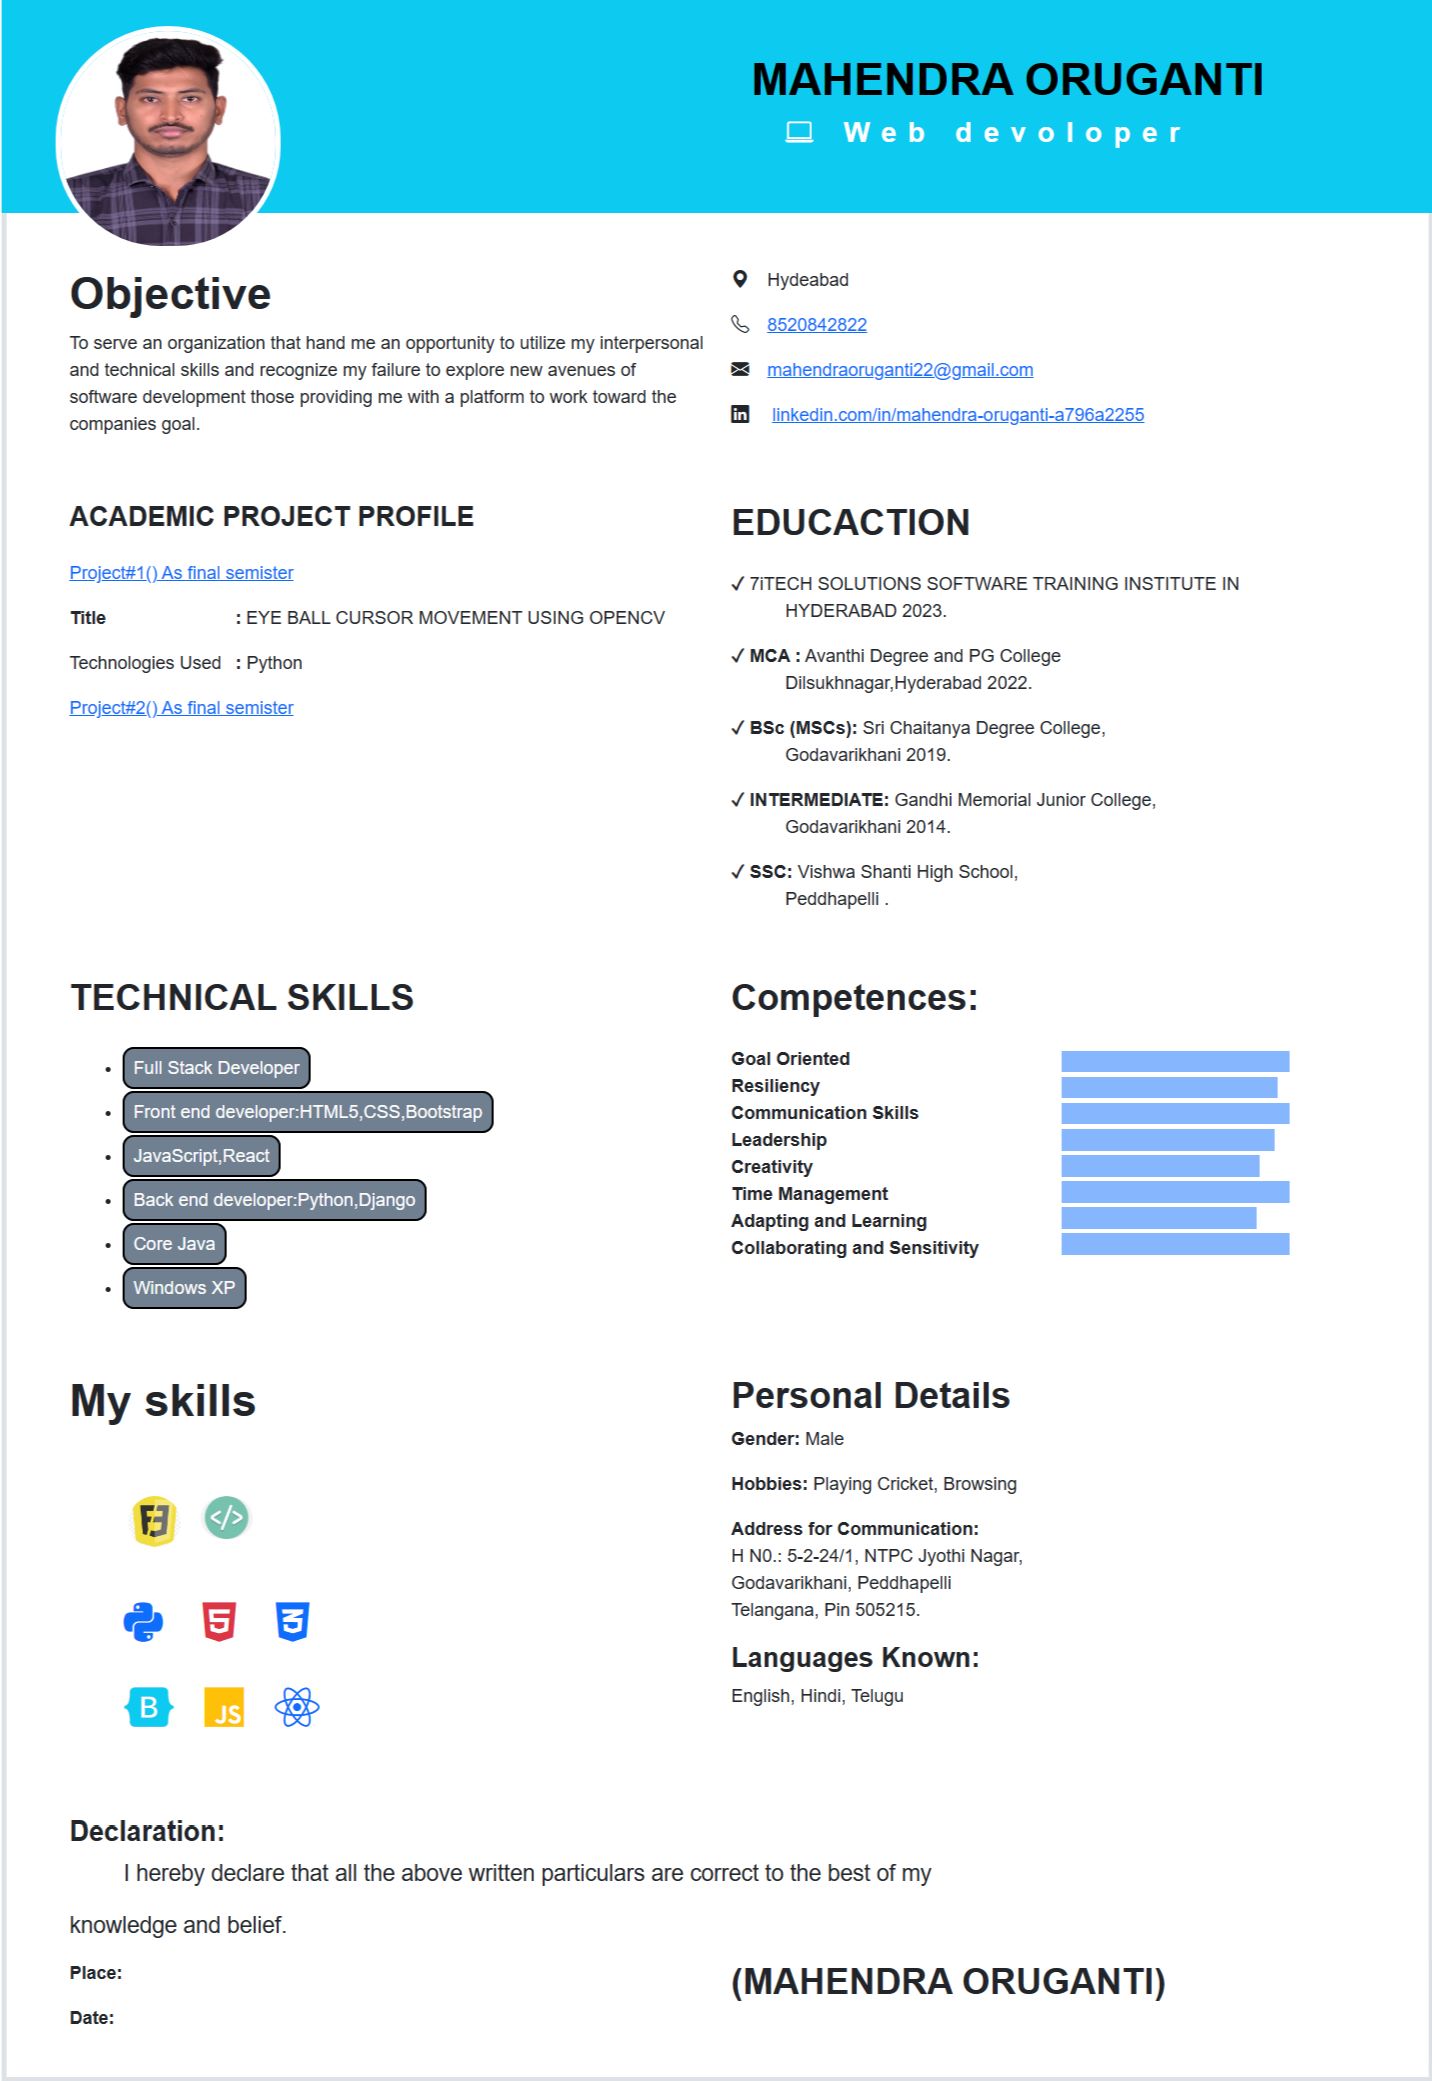 MAHENDRA ORUGANTI
Web devoloper
Objective
To serve an organization that hand me an opportunity to utilize my interpersonal
and technical skills and recognize my failure to explore new avenues of
software development those providing me with a platform to work toward the
companies goal.
Hydeabad
8520842822
mahendraoruganti22@gmail.com
linkedin.com/in/mahendra-oruganti-a796a2255
ACADEMIC PROJECT PROFILE
Project#1() As final semister
Title : EYE BALL CURSOR MOVEMENT USING OPENCV
Technologies Used : Python
Project#2() As final semister
EDUCACTION
✓ 7iTECH SOLUTIONS SOFTWARE TRAINING INSTITUTE IN
HYDERABAD 2023.
✓ MCA : Avanthi Degree and PG College
Dilsukhnagar,Hyderabad 2022.
✓ BSc (MSCs): Sri Chaitanya Degree College,
Godavarikhani 2019.
✓ INTERMEDIATE: Gandhi Memorial Junior College,
Godavarikhani 2014.
✓ SSC: Vishwa Shanti High School,
Peddhapelli .
TECHNICAL SKILLS
• Full Stack Developer
• Front end developer:HTML5,CSS,Bootstrap
• JavaScript,React
• Back end developer:Python,Django
• Core Java
• Windows XP
Competences:
Goal Oriented
Resiliency
Communication Skills
Leadership
Creativity
Time Management
Adapting and Learning
Collaborating and Sensitivity
My skills
</>
5 3
B JS
Personal Details
Gender: Male
Hobbies: Playing Cricket, Browsing
Address for Communication:
H N0.: 5-2-24/1, NTPC Jyothi Nagar,
Godavarikhani, Peddhapelli
Telangana, Pin 505215.
Languages Known:
English, Hindi, Telugu
Declaration:
I hereby declare that all the above written particulars are correct to the best of my
knowledge and belief.
Place:
Date:
(MAHENDRA ORUGANTI)